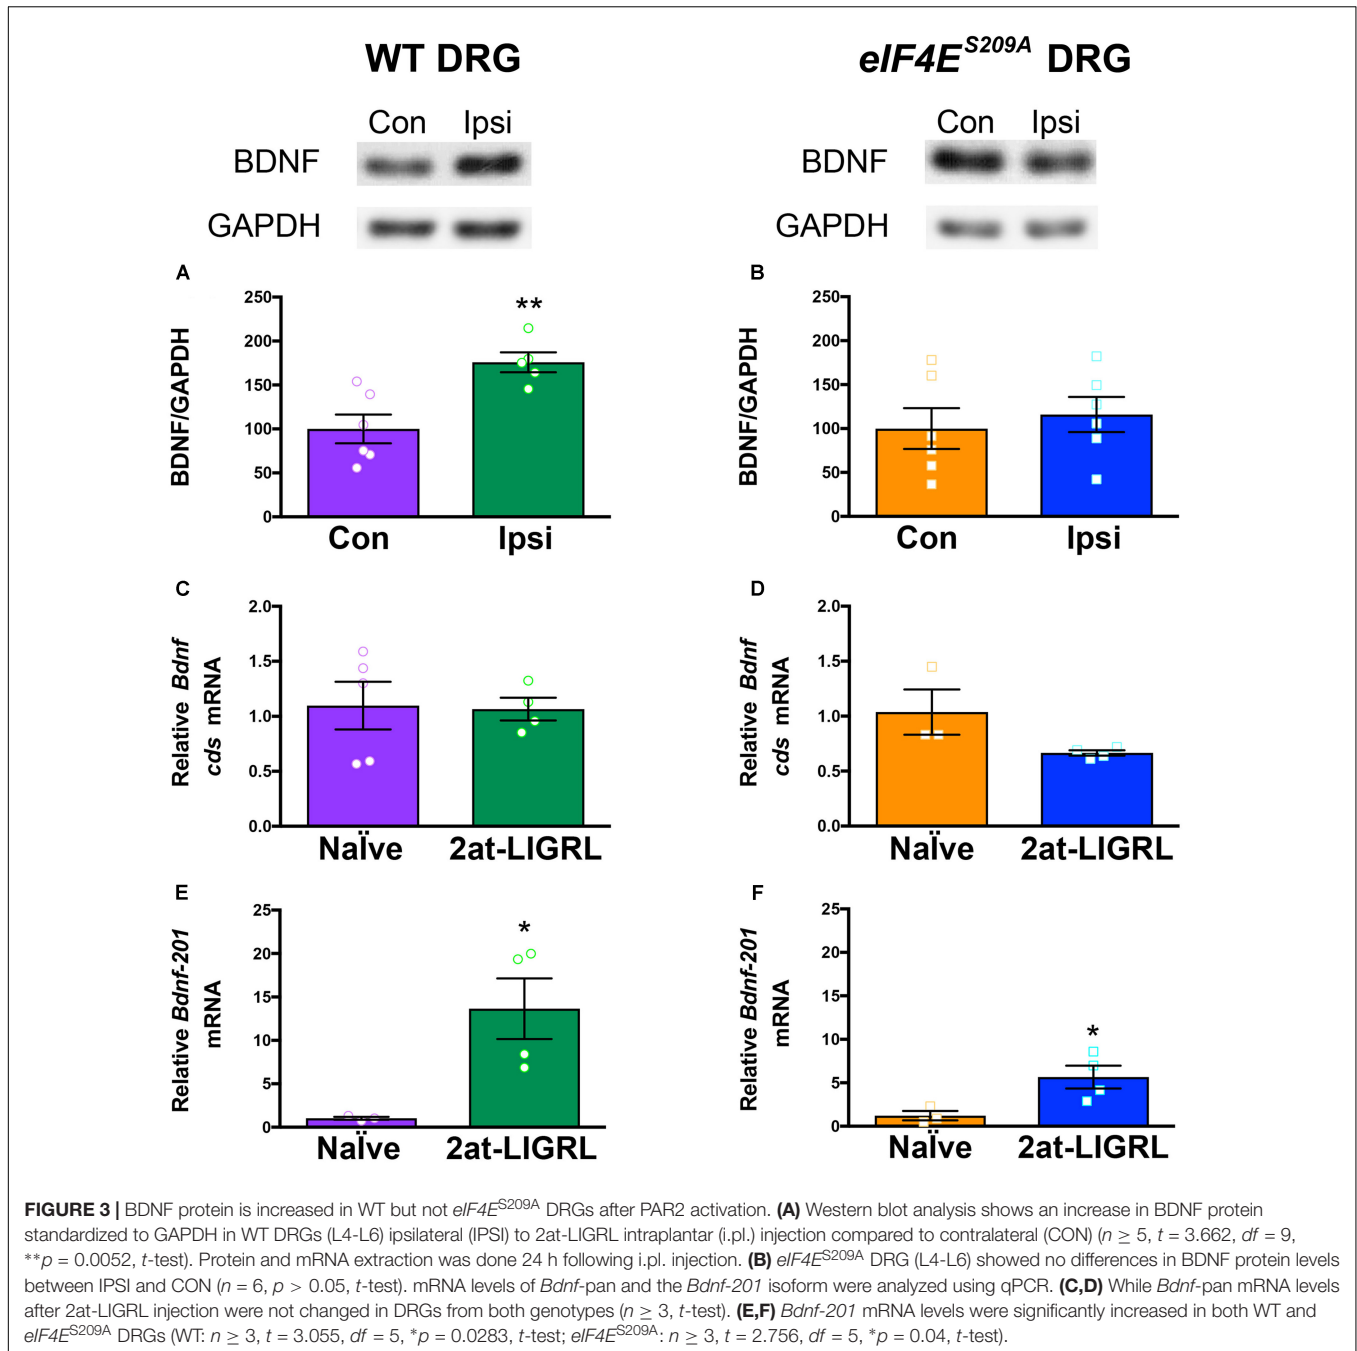 WT DRG
eIF4E^S209A DRG
Con Ipsi
BDNF
GAPDH
Con Ipsi
BDNF
GAPDH
A
BDNF/GAPDH
250
200
150
100
50
0
**
Con Ipsi
B
BDNF/GAPDH
250
200
150
100
50
0
Con Ipsi
C
Relative Bdnf
cds mRNA
2.0
1.5
1.0
0.5
0.0
NaÏve 2at-LIGRL
D
Relative Bdnf
cds mRNA
2.0
1.5
1.0
0.5
0.0
NaÏve 2at-LIGRL
E
Relative Bdnf-201
mRNA
25
20
15
10
5
0
*
NaÏve 2at-LIGRL
F
Relative Bdnf-201
mRNA
25
20
15
10
5
0
*
NaÏve 2at-LIGRL
FIGURE 3 | BDNF protein is increased in WT but not eIF4E^S209A DRGs after PAR2 activation. (A) Western blot analysis shows an increase in BDNF protein
standardized to GAPDH in WT DRGs (L4-L6) ipsilateral (IPSI) to 2at-LIGRL intraplantar (i.pl.) injection compared to contralateral (CON) (n ≥ 5, t = 3.662, df = 9,
**p = 0.0052, t-test). Protein and mRNA extraction was done 24 h following i.pl. injection. (B) eIF4E^S209A DRG (L4-L6) showed no differences in BDNF protein levels
between IPSI and CON (n = 6, p > 0.05, t-test). mRNA levels of Bdnf-pan and the Bdnf-201 isoform were analyzed using qPCR. (C,D) While Bdnf-pan mRNA levels
after 2at-LIGRL injection were not changed in DRGs from both genotypes (n ≥ 3, t-test). (E,F) Bdnf-201 mRNA levels were significantly increased in both WT and
eIF4E^S209A DRGs (WT: n ≥ 3, t = 3.055, df = 5, *p = 0.0283, t-test; eIF4E^S209A: n ≥ 3, t = 2.756, df = 5, *p = 0.04, t-test).